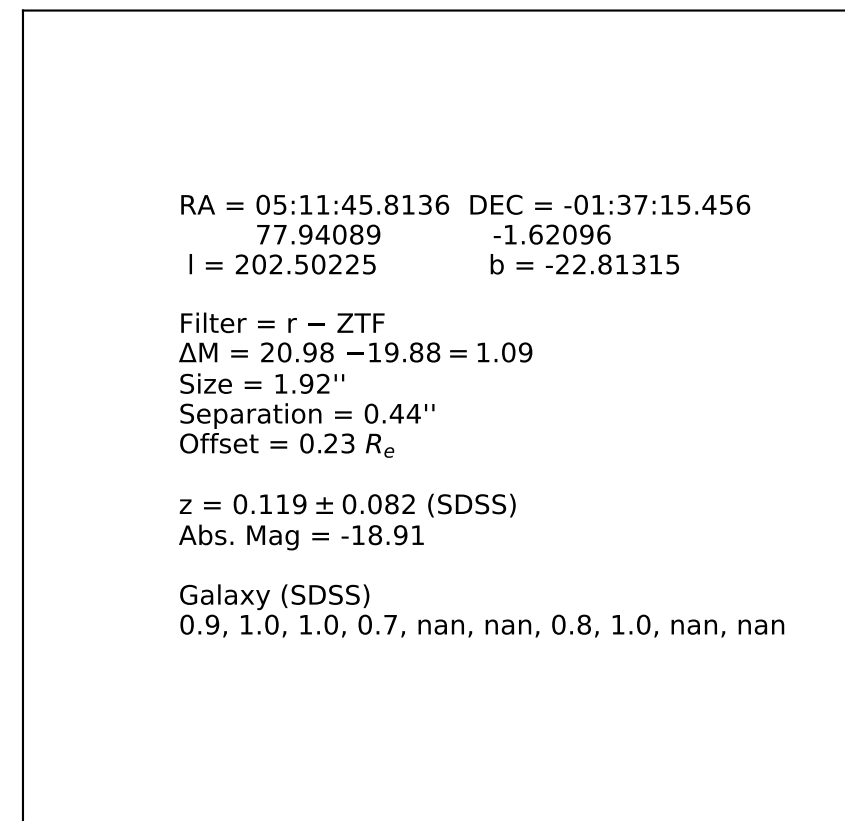 RA = 05:11:45.8136  DEC = -01:37:15.456
77.94089  -1.62096
l = 202.50225  b = -22.81315
Filter = r − ZTF
ΔM = 20.98 −19.88 = 1.09
Size = 1.92''
Separation = 0.44''
Offset = 0.23 Rₑ
z = 0.119 ± 0.082 (SDSS)
Abs. Mag = -18.91
Galaxy (SDSS)
0.9, 1.0, 1.0, 0.7, nan, nan, 0.8, 1.0, nan, nan